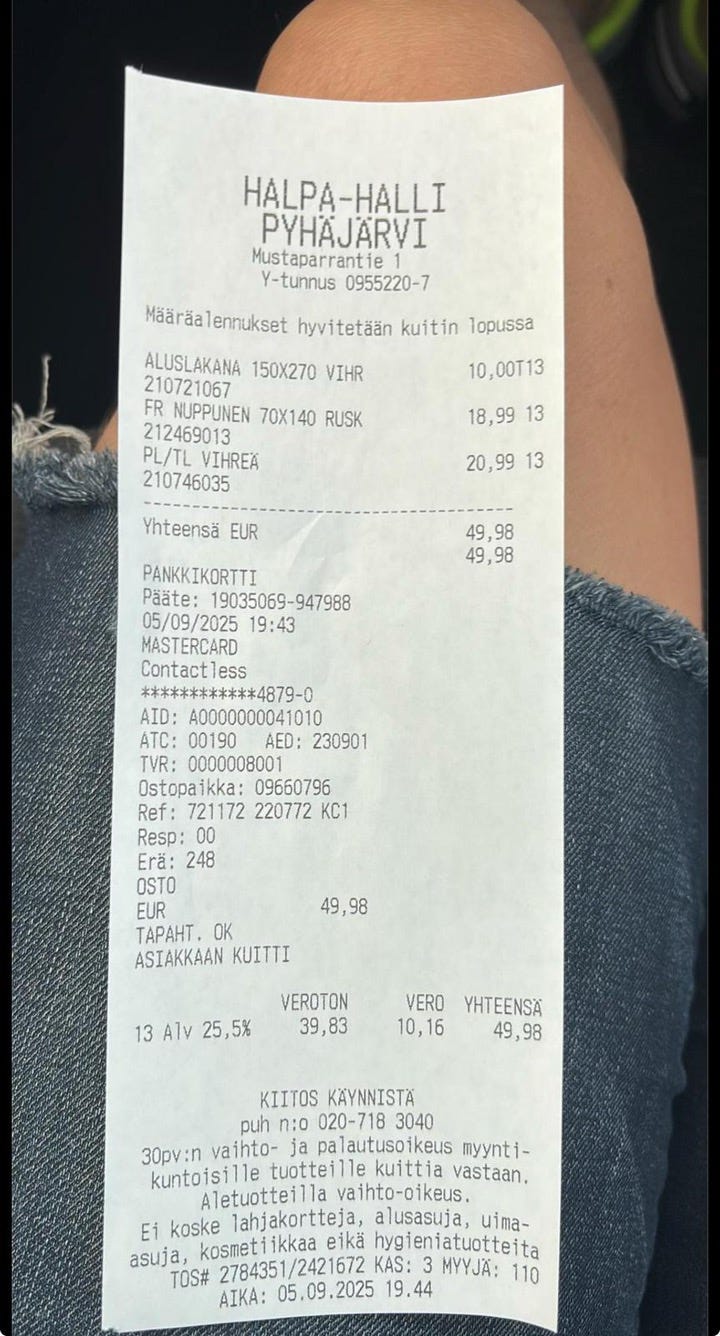 HALPA-HALLI
PYHÄJÄRVI
Mustaparrantie 1
Y-tunnus 0955220-7
Määräalennukset hyvitetään kuitin lopussa
ALUSLAKANA 150X270 VIHR 10,00T13
210721067
FR NUPPUNEN 70X140 RUSK 18,99 13
212469013
PL/TL VIHREÄ 20,99 13
210746035
--------------------------------------
Yhteensä EUR 49,98
49,98
PANKKIKORTTI
Pääte: 19035069-947988
05/09/2025 19:43
MASTERCARD
Contactless
************4879-0
AID: A0000000041010
ATC: 00190 AED: 230901
TVR: 0000008001
Ostopaikka: 09660796
Ref: 721172 220772 KC1
Resp: 00
Erä: 248
OSTO
EUR 49,98
TAPAHT. OK
ASIAKKAAN KUITTI
VEROTON VERO YHTEENSÄ
13 Alv 25,5% 39,83 10,16 49,98
KIITOS KÄYNNISTÄ
puh n:o 020-718 3040
30pv:n vaihto- ja palautusoikeus myynti-
kuntoisille tuotteille kuittia vastaan.
Aletuotteilla vaihto-oikeus.
Ei koske lahjakortteja, alusasuja, uima-
asuja, kosmetiikkaa eikä hygieniatuotteita
TOS# 2784351/2421672 KAS: 3 MYYJÄ: 110
AIKA: 05.09.2025 19.44